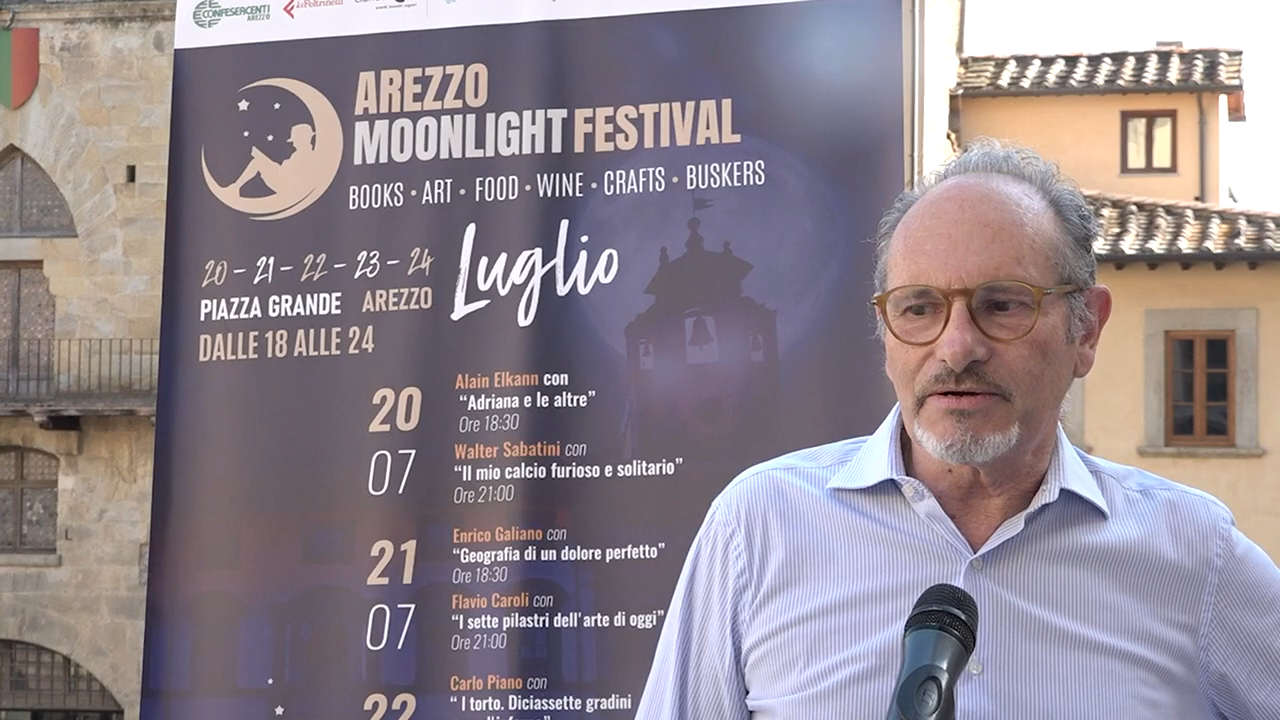 CONFESERCENTI
AREZZO
laFeltrinelli
AREZZO
MOONLIGHT FESTIVAL
BOOKS • ART • FOOD • WINE • CRAFTS • BUSKERS
20 - 21 - 22 - 23 - 24 Luglio
PIAZZA GRANDE AREZZO
DALLE 18 ALLE 24
20
07
Alain Elkann con
“Adriana e le altre”
Ore 18:30
Walter Sabatini con
“Il mio calcio furioso e solitario”
Ore 21:00
21
07
Enrico Galiano con
“Geografia di un dolore perfetto”
Ore 18:30
Flavio Caroli con
“I sette pilastri dell'arte di oggi”
Ore 21:00
22
Carlo Piano con
“ I torto. Diciassette gradini